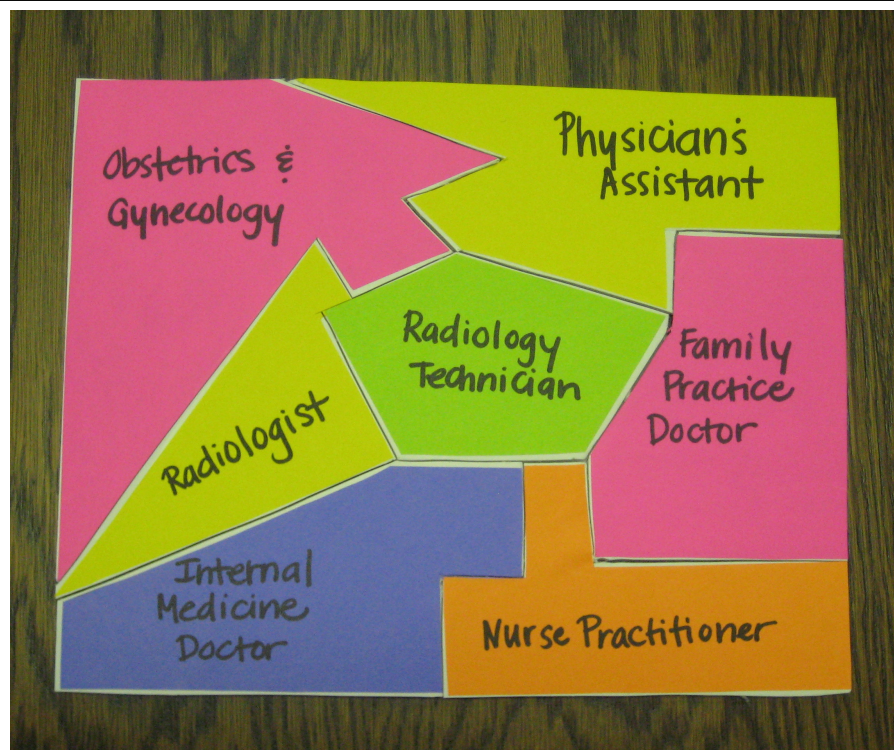 Obstetrics &
Gynecology
Physician's
Assistant
Radiology
Technician
Family
Practice
Doctor
Radiologist
Internal
Medicine
Doctor
Nurse Practitioner